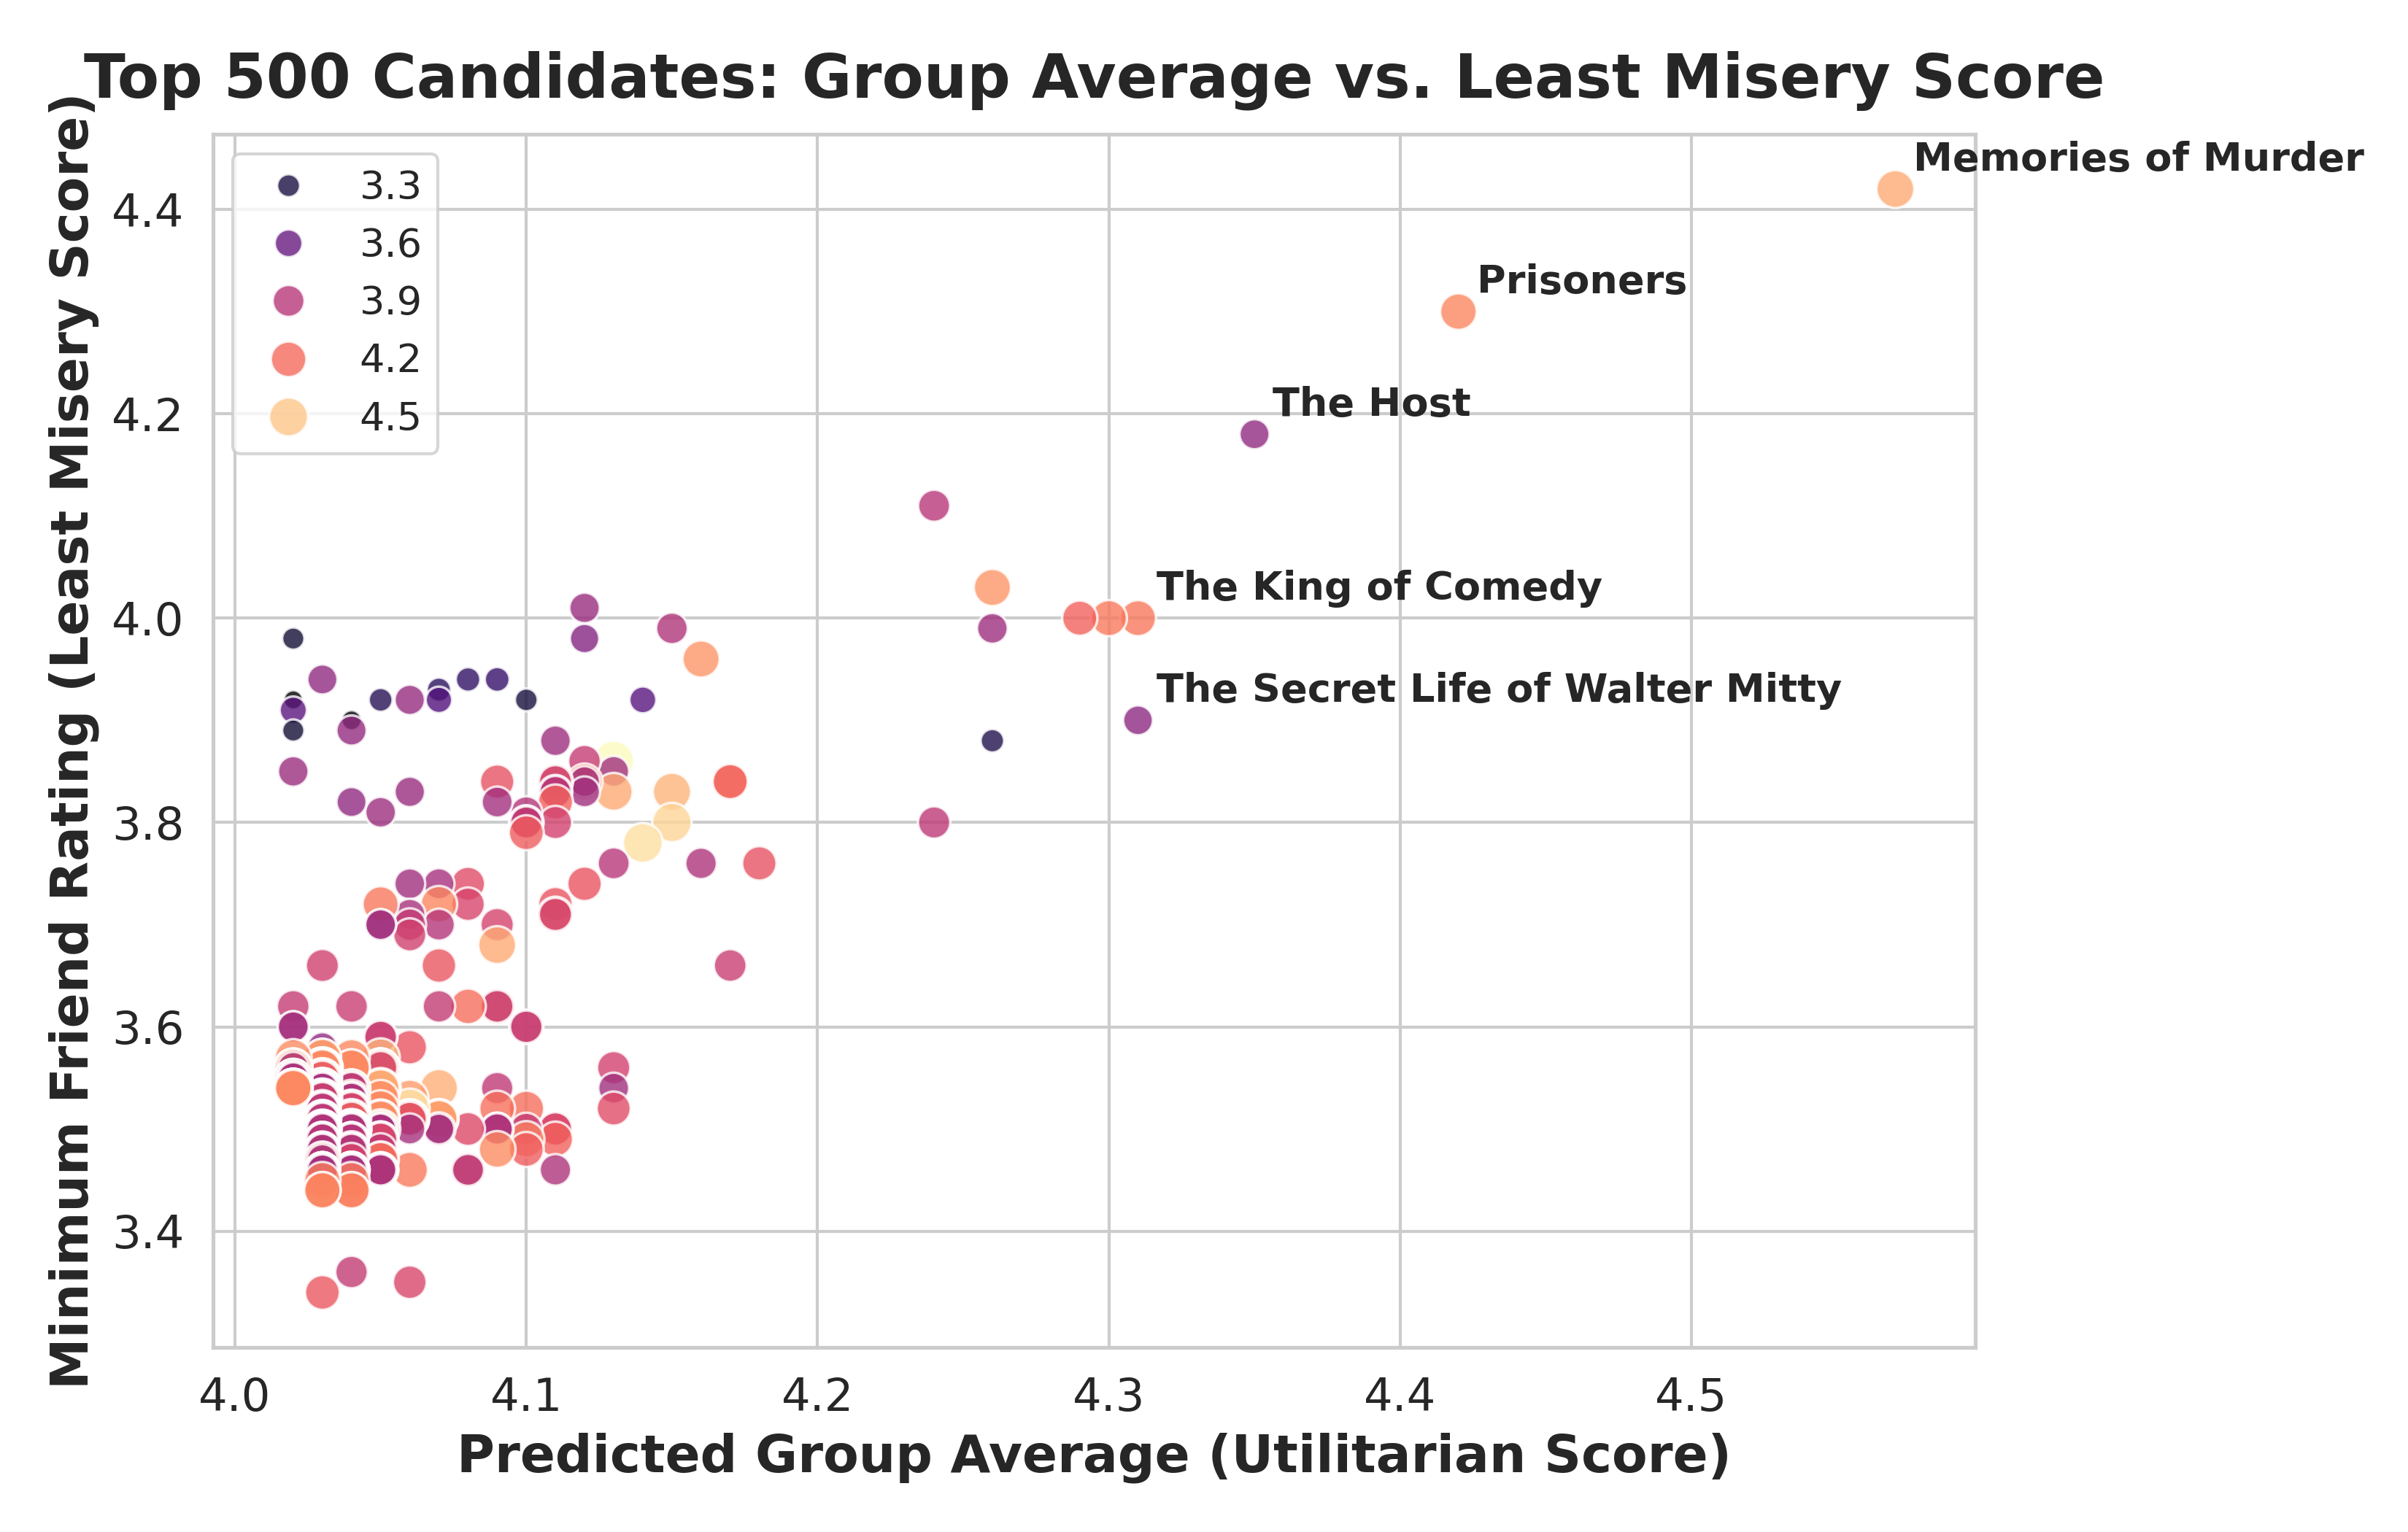 Top 500 Candidates: Group Average vs. Least Misery Score
Minimum Friend Rating (Least Misery Score)
4.4
4.2
4.0
3.8
3.6
3.4
3.3
3.6
3.9
4.2
4.5
Memories of Murder
Prisoners
The Host
The King of Comedy
The Secret Life of Walter Mitty
4.0
4.1
4.2
4.3
4.4
4.5
Predicted Group Average (Utilitarian Score)